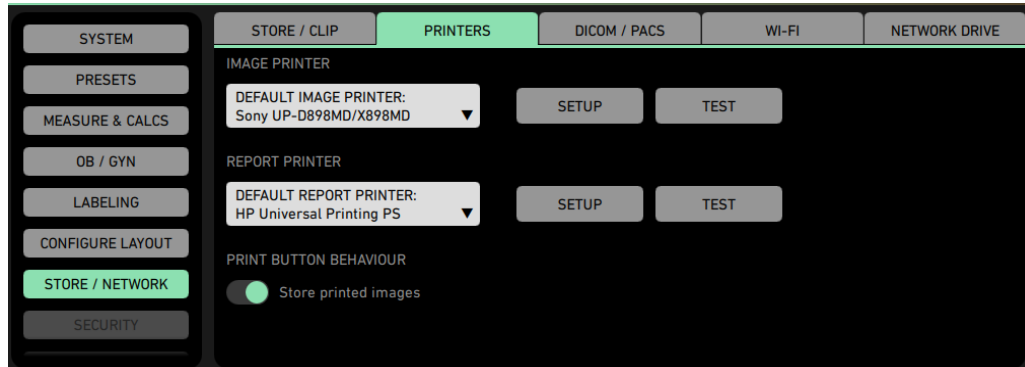 SYSTEM
PRESETS
MEASURE & CALCS
OB / GYN
LABELING
CONFIGURE LAYOUT
STORE / NETWORK
SECURITY
STORE / CLIP
PRINTERS
DICOM / PACS
WI-FI
NETWORK DRIVE
IMAGE PRINTER
DEFAULT IMAGE PRINTER:
Sony UP-D898MD/X898MD ▼
SETUP
TEST
REPORT PRINTER
DEFAULT REPORT PRINTER:
HP Universal Printing PS ▼
SETUP
TEST
PRINT BUTTON BEHAVIOUR
Store printed images